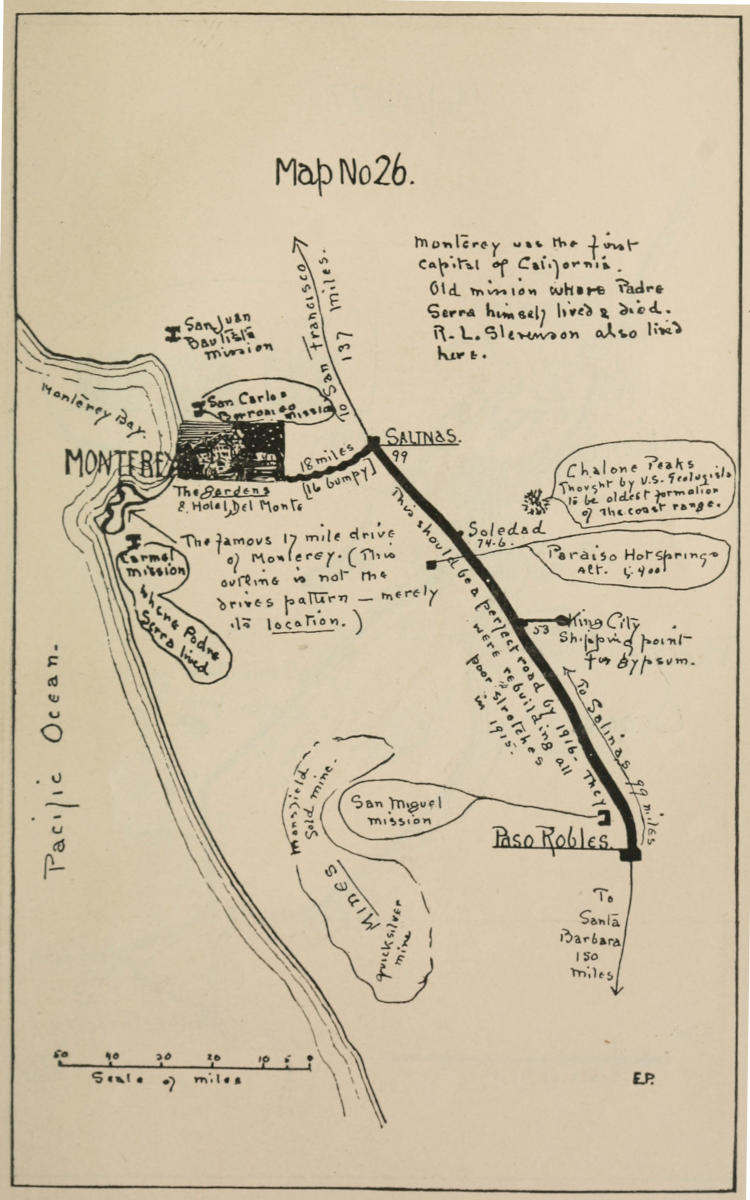 Map No 26.
Monterey was the first
capital of California.
Old mission where Padre
Serra himself lived & died.
R. L. Stevenson also lived
here.
To San Francisco
137 miles.
San Juan
Bautista
mission
Monterey Bay.
San Carlos
Borromeo mission
MONTEREY
SALINAS.
99
18 miles
(16 bumpy)
The Gardens
& Hotel Del Monte
Chalone Peaks
Thought by U.S. Geologists
to be oldest formation
of the coast range.
The famous 17 mile drive
of Monterey. (This
outline is not the
drives pattern — merely
its location.)
Carmel
mission
where Padre
Serra lived
Soledad
74.6.
Paraiso Hotsprings
Alt. 1,400
King City
53
Shipping point
for Gypsum.
This should be a perfect road by 1916. They
were rebuilding all
poor stretches
in 1915.
To Salinas 99 miles
Pacific Ocean.
Mansfield
Gold mine.
San Miguel
mission
PASO ROBLES.
MINES
quicksilver
mine
To
Santa
Barbara
150
miles
50 40 30 20 10 5 0
Scale of miles
E.P.